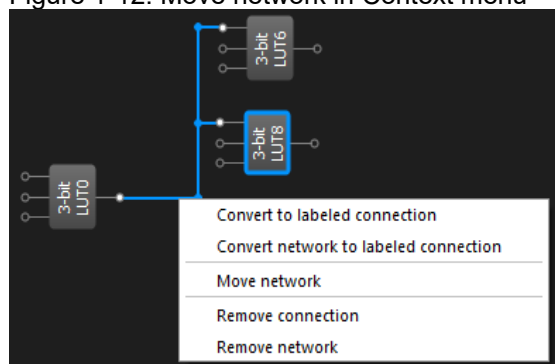 Figure 1-12. Move network in Context menu
3-bit
LUT6
3-bit
LUT8
3-bit
LUT0
Convert to labeled connection
Convert network to labeled connection
Move network
Remove connection
Remove network